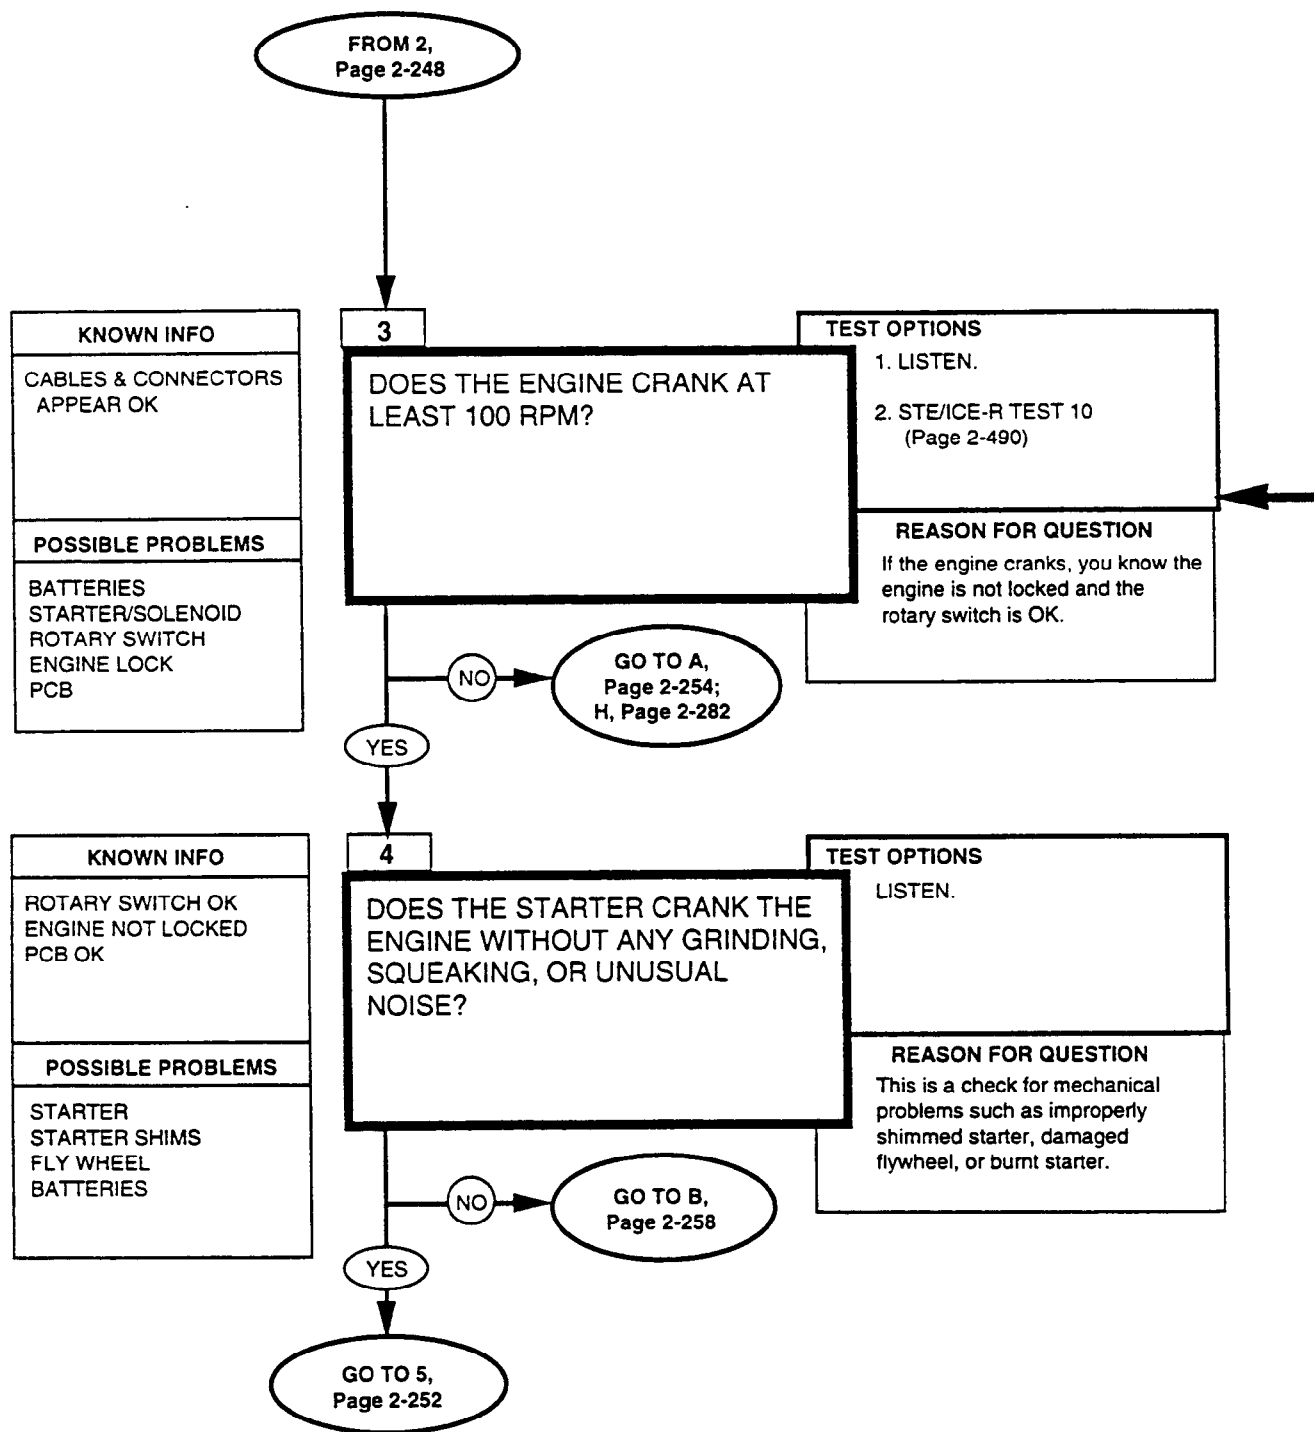 FROM 2,
Page 2-248
KNOWN INFO
CABLES & CONNECTORS
APPEAR OK
POSSIBLE PROBLEMS
BATTERIES
STARTER/SOLENOID
ROTARY SWITCH
ENGINE LOCK
PCB
3
DOES THE ENGINE CRANK AT
LEAST 100 RPM?
TEST OPTIONS
1. LISTEN.
2. STE/ICE-R TEST 10
(Page 2-490)
REASON FOR QUESTION
If the engine cranks, you know the
engine is not locked and the
rotary switch is OK.
NO
GO TO A,
Page 2-254;
H, Page 2-282
YES
KNOWN INFO
ROTARY SWITCH OK
ENGINE NOT LOCKED
PCB OK
POSSIBLE PROBLEMS
STARTER
STARTER SHIMS
FLY WHEEL
BATTERIES
4
DOES THE STARTER CRANK THE
ENGINE WITHOUT ANY GRINDING,
SQUEAKING, OR UNUSUAL
NOISE?
TEST OPTIONS
LISTEN.
REASON FOR QUESTION
This is a check for mechanical
problems such as improperly
shimmed starter, damaged
flywheel, or burnt starter.
NO
GO TO B,
Page 2-258
YES
GO TO 5,
Page 2-252